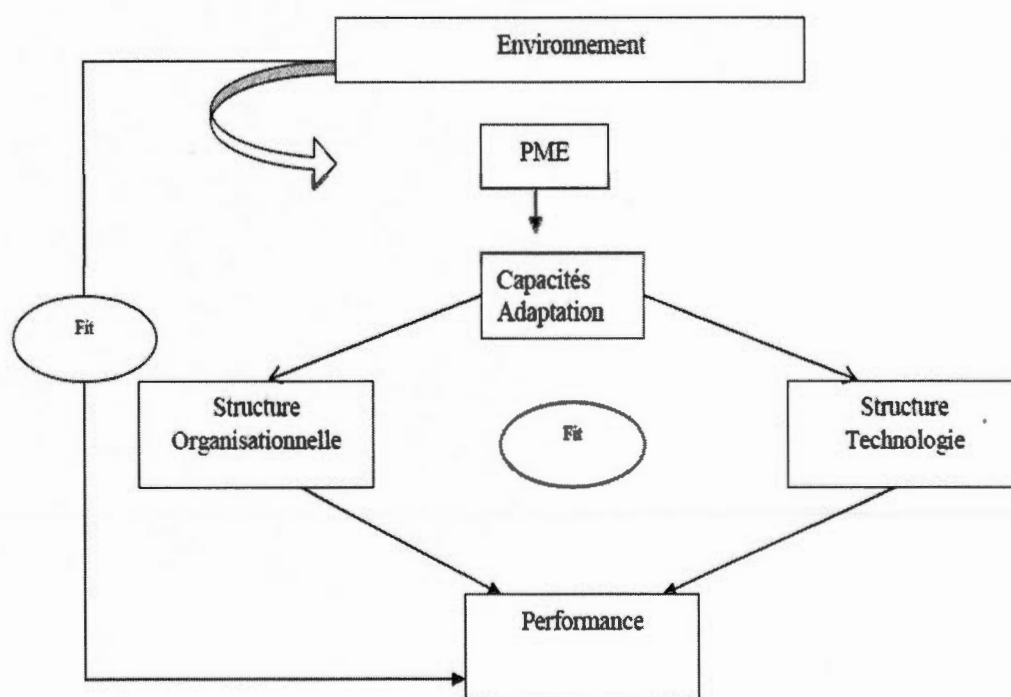 Environnement
PME
Capacités
Adaptation
Fit
Structure
Organisationnelle
Fit
Structure
Technologie
Performance